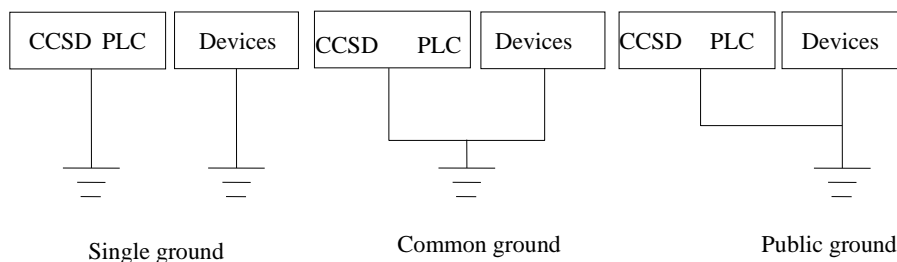 CCSD PLC
Devices
CCSD PLC
Devices
CCSD PLC
Devices
Single ground
Common ground
Public ground